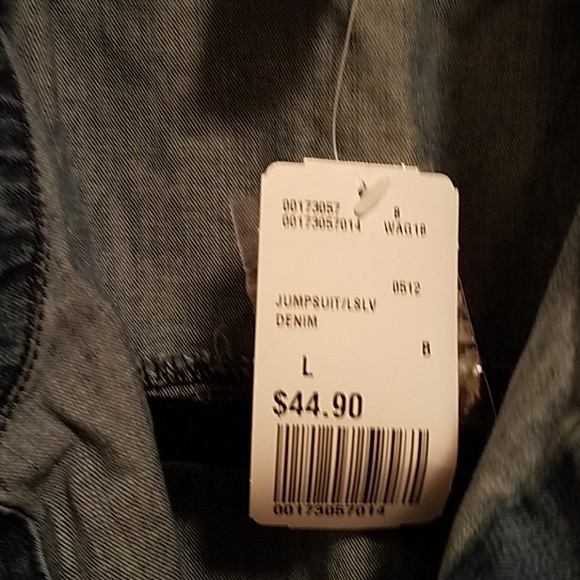 00173057 B
00173057014 WAG18
0512
JUMPSUIT/LSLV
DENIM
B
L
$44.90
00173057014